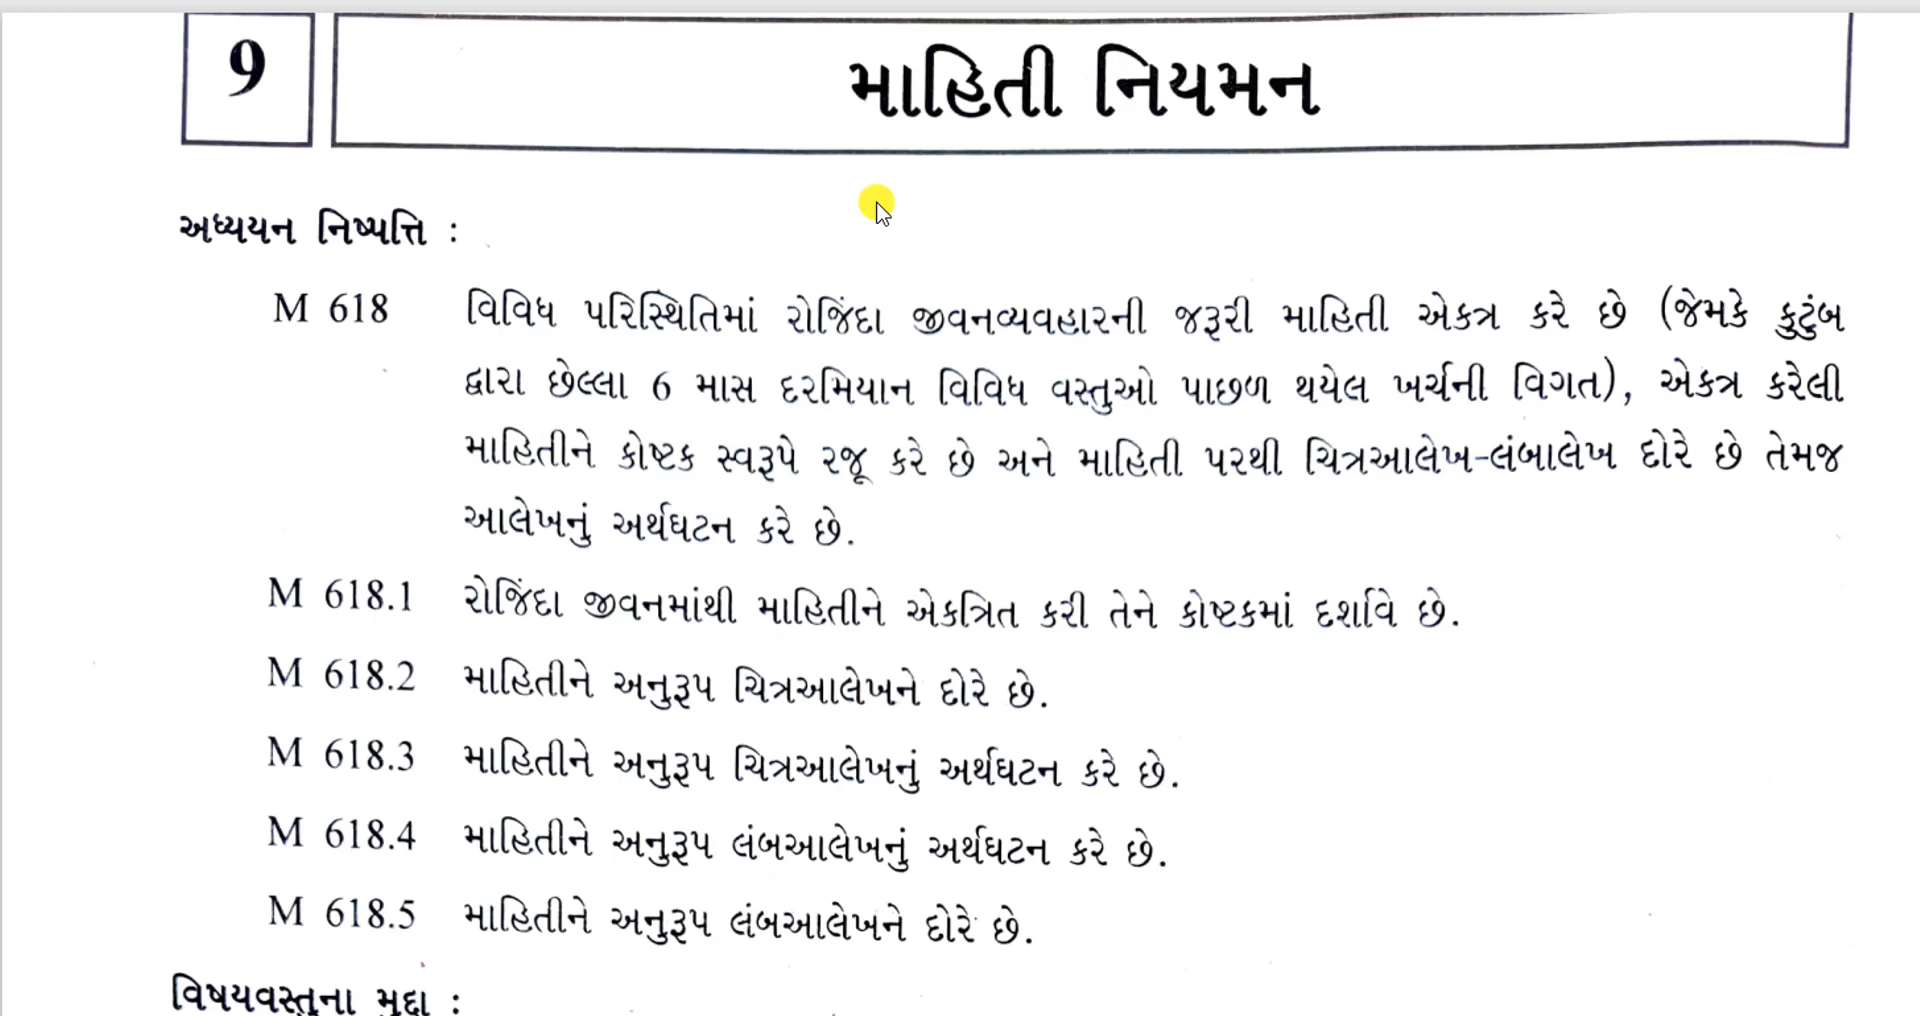 9
માહિતી નિયમન
અધ્યયન નિષ્પત્તિ :
M 618 વિવિધ પરિસ્થિતિમાં રોજિંદા જીવનવ્યવહારની જરૂરી માહિતી એકત્ર કરે છે (જેમકે કુટુંબ
દ્વારા છેલ્લા 6 માસ દરમિયાન વિવિધ વસ્તુઓ પાછળ થયેલ ખર્ચની વિગત), એકત્ર કરેલી
માહિતીને કોષ્ટક સ્વરૂપે રજૂ કરે છે અને માહિતી પરથી ચિત્રઆલેખ-લંબાલેખ દોરે છે તેમજ
આલેખનું અર્થઘટન કરે છે.
M 618.1 રોજિંદા જીવનમાંથી માહિતીને એકત્રિત કરી તેને કોષ્ટકમાં દર્શાવે છે.
M 618.2 માહિતીને અનુરૂપ ચિત્રઆલેખને દોરે છે.
M 618.3 માહિતીને અનુરૂપ ચિત્રઆલેખનું અર્થઘટન કરે છે.
M 618.4 માહિતીને અનુરૂપ લંબઆલેખનું અર્થઘટન કરે છે.
M 618.5 માહિતીને અનુરૂપ લંબઆલેખને દોરે છે.
વિષયવસ્તુના મુદ્દા :